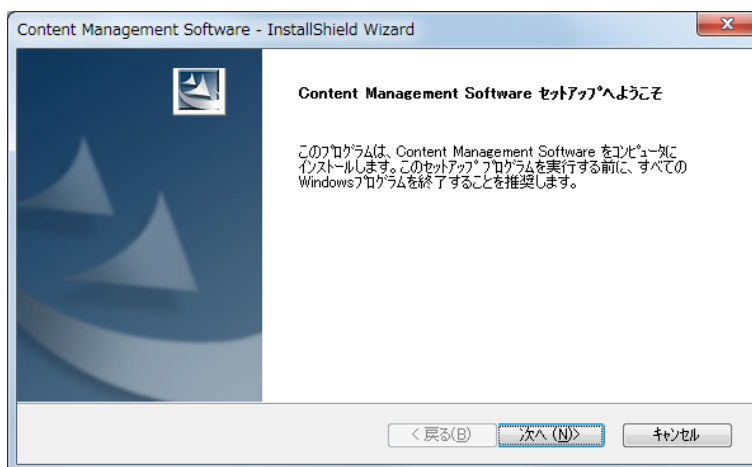 Content Management Software - InstallShield Wizard
Content Management Software ｾｯﾄｱｯﾌﾟへようこそ
このﾌﾟﾛｸﾞﾗﾑは、Content Management Software をｺﾝﾋﾟｭｰﾀに
ｲﾝｽﾄｰﾙします。このｾｯﾄｱｯﾌﾟ ﾌﾟﾛｸﾞﾗﾑを実行する前に、すべての
Windowsﾌﾟﾛｸﾞﾗﾑを終了することを推奨します。
< 戻る(B)
次へ (N)>
ｷｬﾝｾﾙ